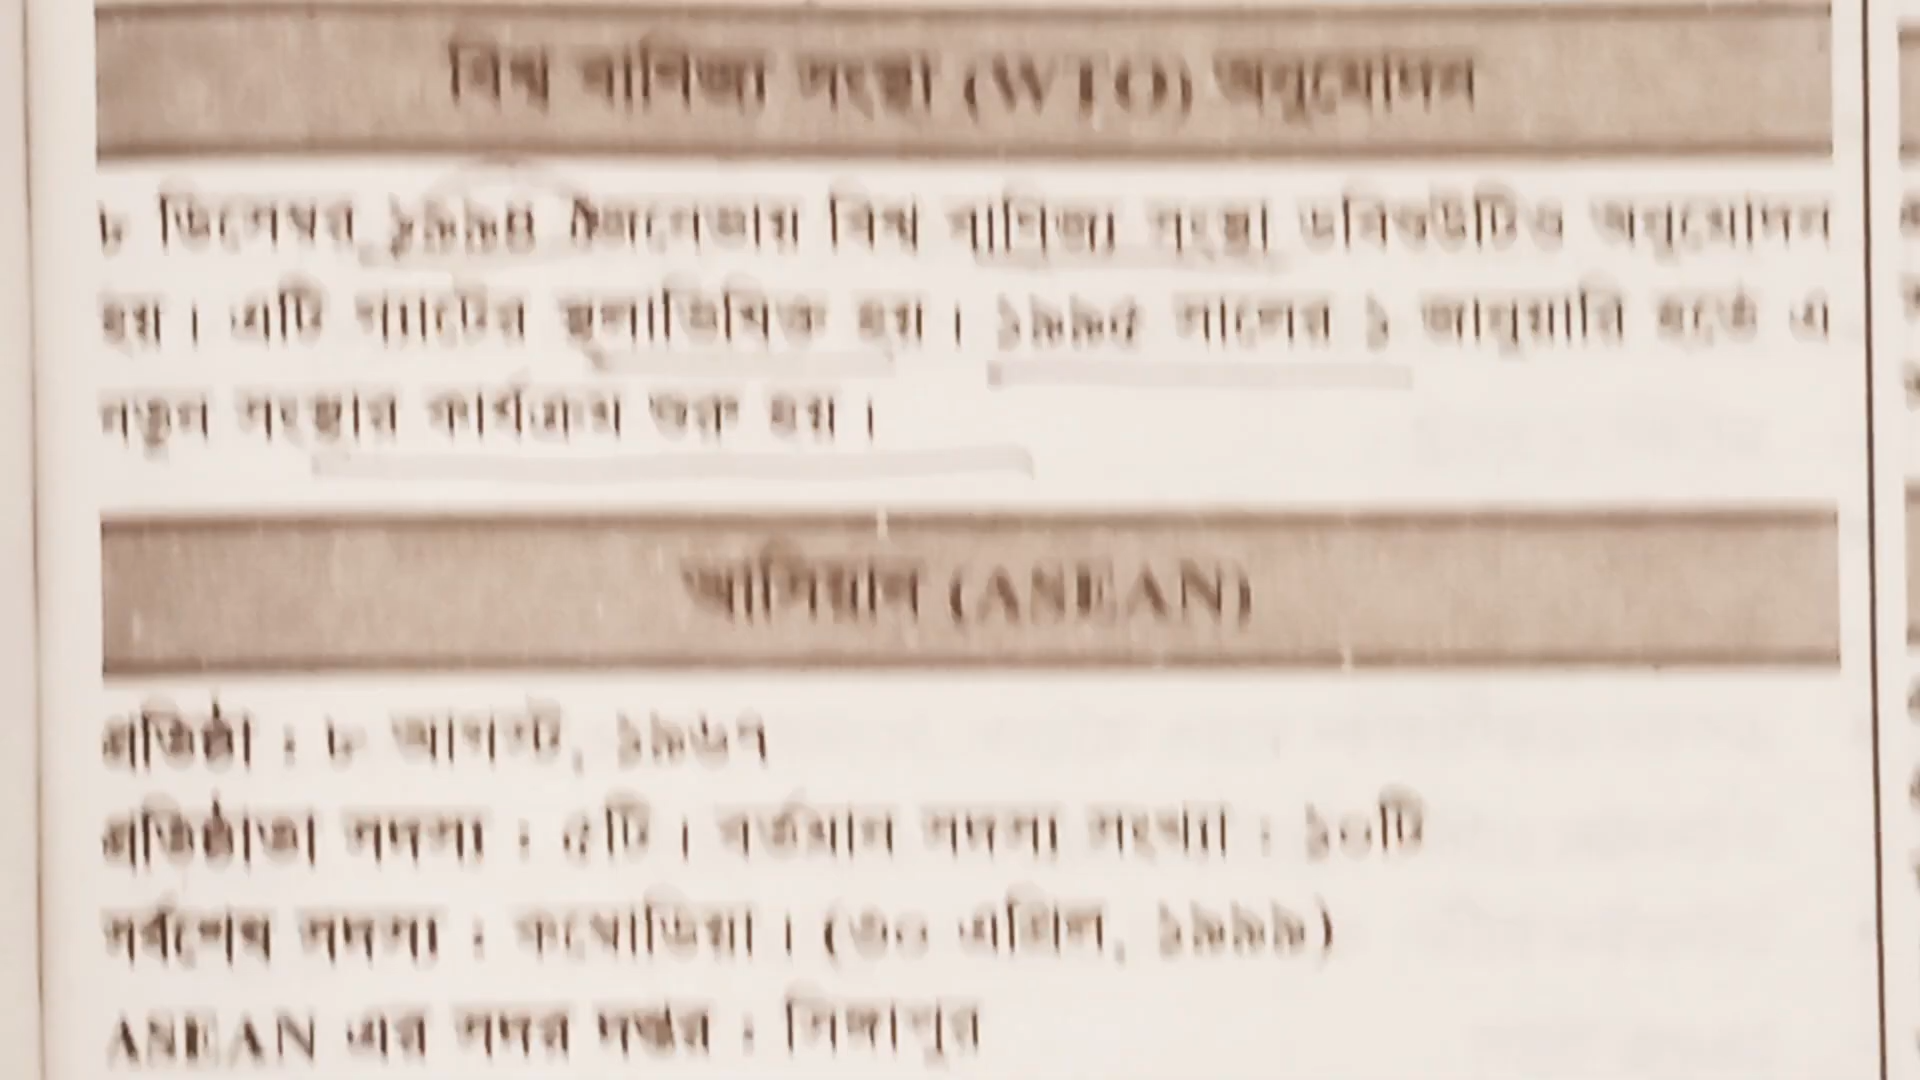 বিশ্ব বাণিজ্য সংস্থা (WTO) অনুমোদন
৮ ডিসেম্বর ১৯৯৪ বিশ্ব বাণিজ্য সংস্থা অনুমোদন
হয়। এটি গ্যাটের স্থলাভিষিক্ত হয়। ১৯৯৫ সালের ১ জানুয়ারি হতে এ
নতুন সংস্থার কার্যক্রম শুরু হয়।
আসিয়ান (ASEAN)
প্রতিষ্ঠা : ৮ আগস্ট, ১৯৬৭
প্রতিষ্ঠাতা সদস্য : ৫টি। বর্তমান সদস্য সংখ্যা : ১০টি
সর্বশেষ সদস্য : কম্বোডিয়া। (৩০ এপ্রিল, ১৯৯৯)
ASEAN এর সদর দপ্তর :